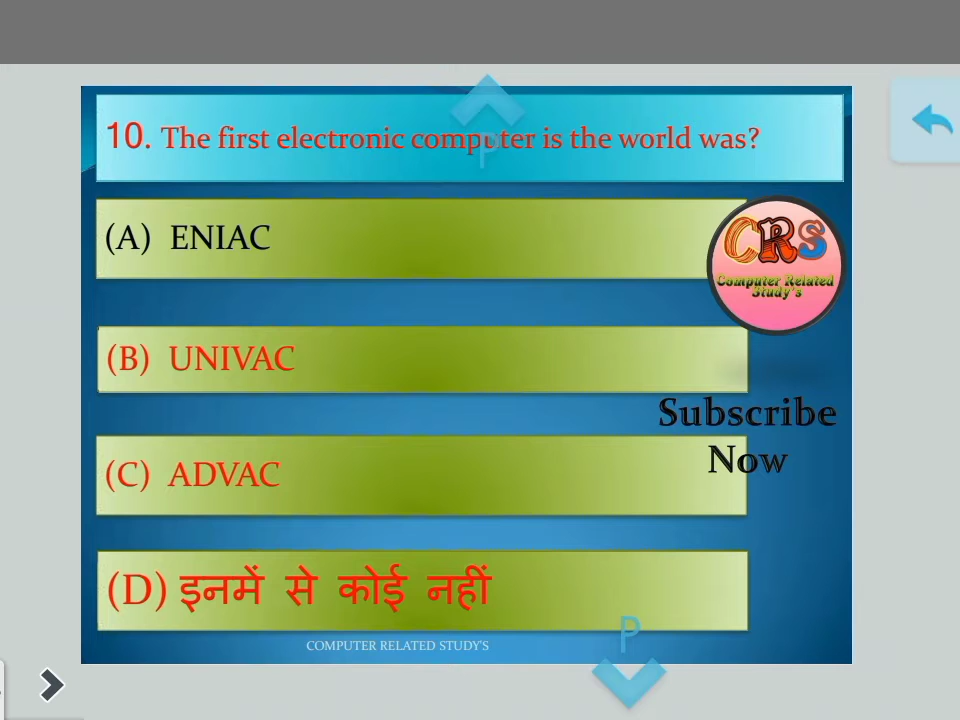 P
10. The first electronic computer is the world was?
(A) ENIAC
CRS
Computer Related
Study's
(B) UNIVAC
Subscribe
Now
(C) ADVAC
(D) इनमें से कोई नहीं
P
COMPUTER RELATED STUDY'S